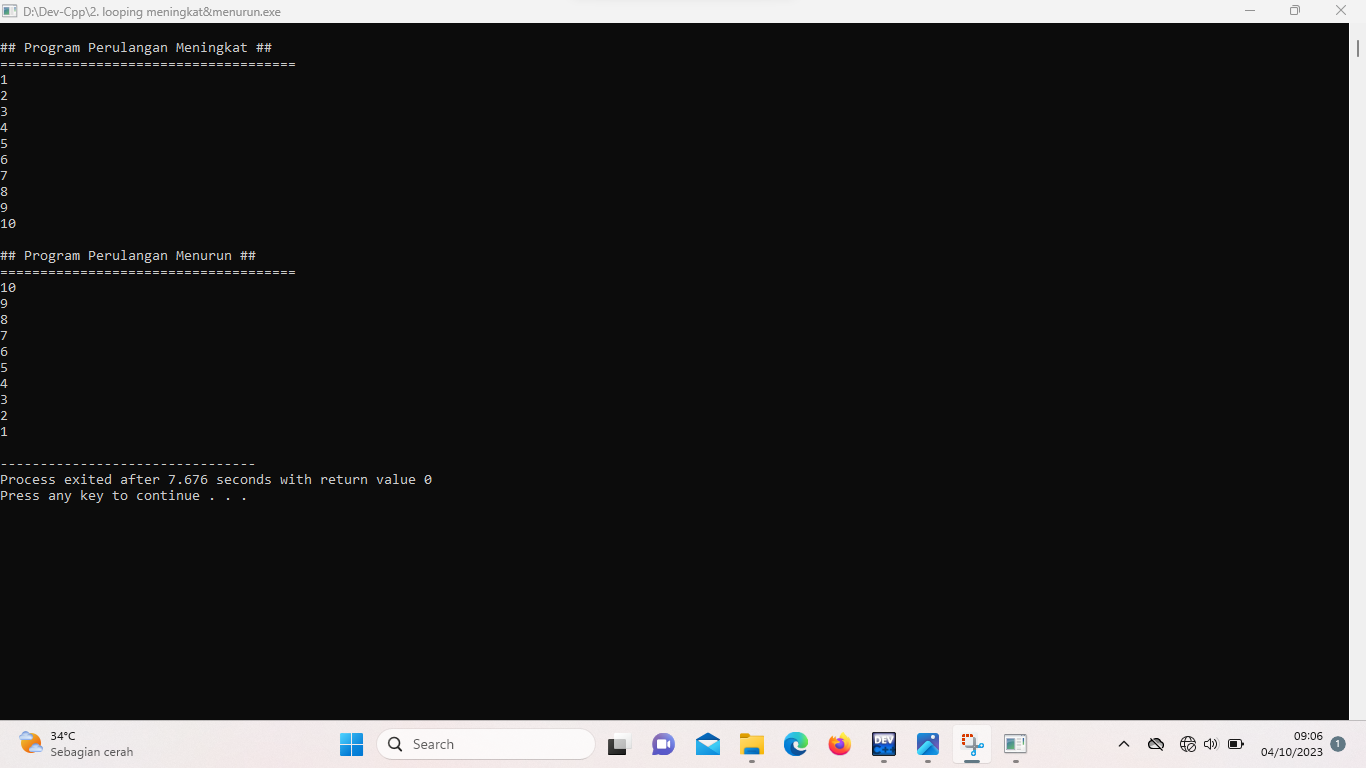 D:\Dev-Cpp\2. looping meningkat&menurun.exe
## Program Perulangan Meningkat ##
=====================================
1
2
3
4
5
6
7
8
9
10
## Program Perulangan Menurun ##
=====================================
10
9
8
7
6
5
4
3
2
1
--------------------------------
Process exited after 7.676 seconds with return value 0
Press any key to continue . . .
34°C
Sebagian cerah
Search
DEV
09:06
04/10/2023
1